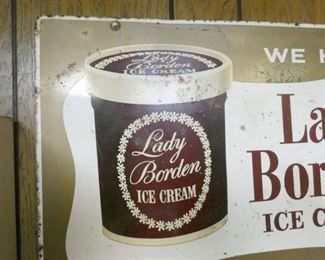 WE H
Lady
Borden
ICE CREAM
Lady
Borden
ICE CREAM
La
Bor
ICE C